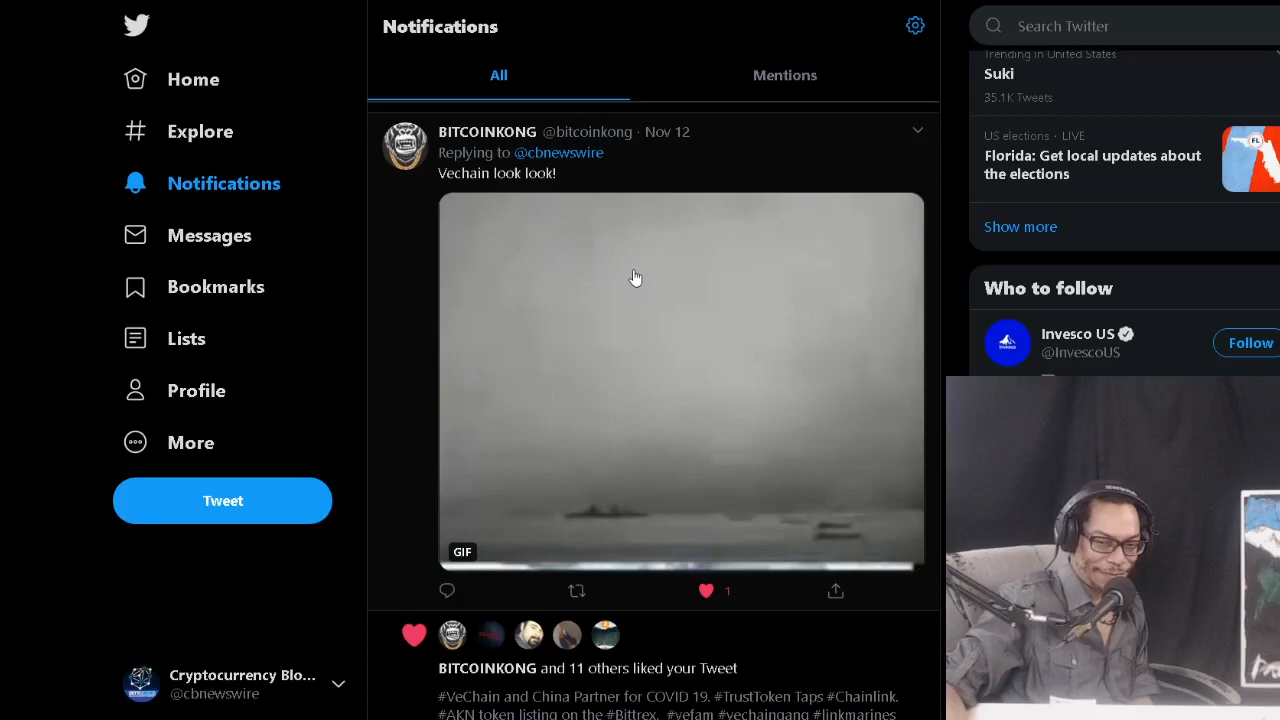 Notifications
Search Twitter
All
Mentions
Home
Explore
Notifications
Messages
Bookmarks
Lists
Profile
More
Tweet
Cryptocurrency Blo...
@cbnewswire
BITCOINKONG @bitcoinkong · Nov 12
Replying to @cbnewswire
Vechain look look!
GIF
1
BITCOINKONG and 11 others liked your Tweet
#VeChain and China Partner for COVID 19. #TrustToken Taps #Chainlink.
#AKN token listing on the #Bittrex. #vefam #vechaingang #linkmarines
Trending in United States
Suki
35.1K Tweets
US elections · LIVE
Florida: Get local updates about
the elections
FL
Show more
Who to follow
Invesco US
@InvescoUS
Follow